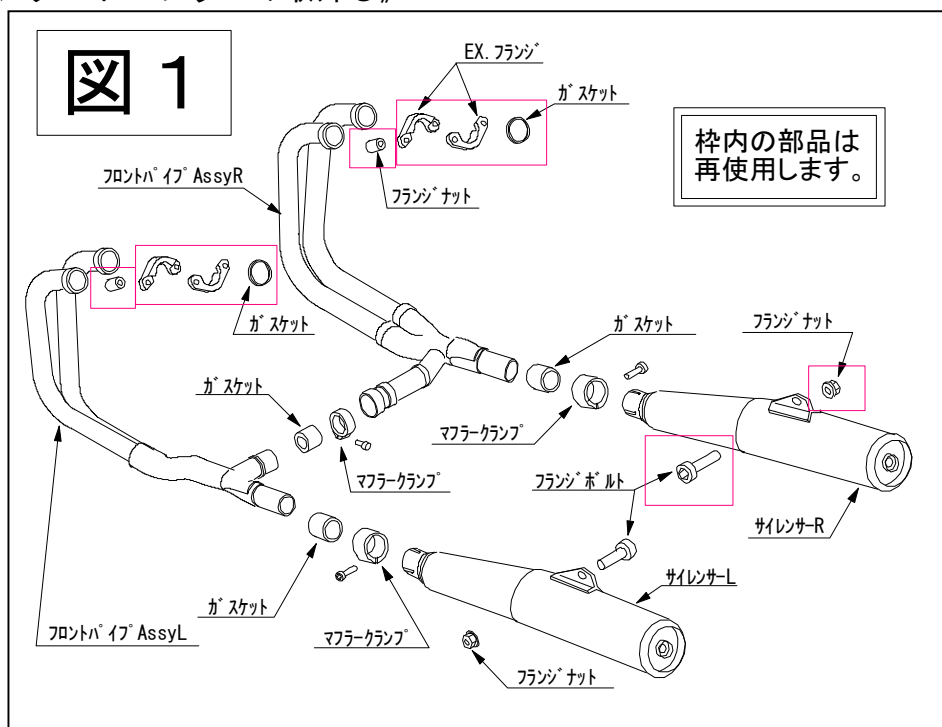 図1
EX.フランジ
ガスケット
枠内の部品は
再使用します。
フロントパイプAssyR
フランジナット
ガスケット
ガスケット
フランジナット
ガスケット
マフラークランプ
マフラークランプ
フランジボルト
サイレンサーR
サイレンサーL
ガスケット
フロントパイプAssyL
マフラークランプ
フランジナット